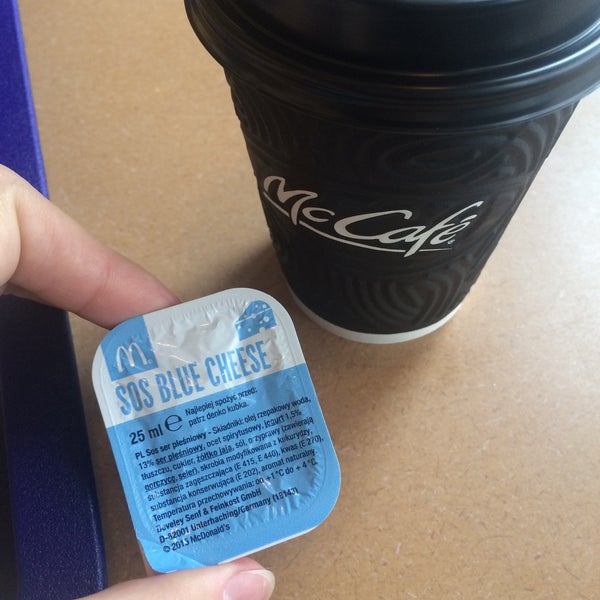 McCafé®
M
SOS BLUE CHEESE
25 ml e Najlepiej spożyć przed:
patrz denko kubka.
PL Sos ser pleśniowy - Składniki: olej rzepakowy woda,
13% ser pleśniowy, ocet spirytusowy, jogurt 1,5%
tłuszczu, cukier, żółtko jaja, sól, przyprawy (zawierają
gorczycę, seler), skrobia modyfikowana z kukurydzy,
substancja zagęszczająca (E 415, E 440), kwas (E 270),
substancja konserwująca (E 202), aromat naturalny
Temperatura przechowywania: od +1 °C do + 4 °C.
Develey Senf & Feinkost GmbH
D-82001 Unterhaching/Germany (18143)
© 2013 McDonald's